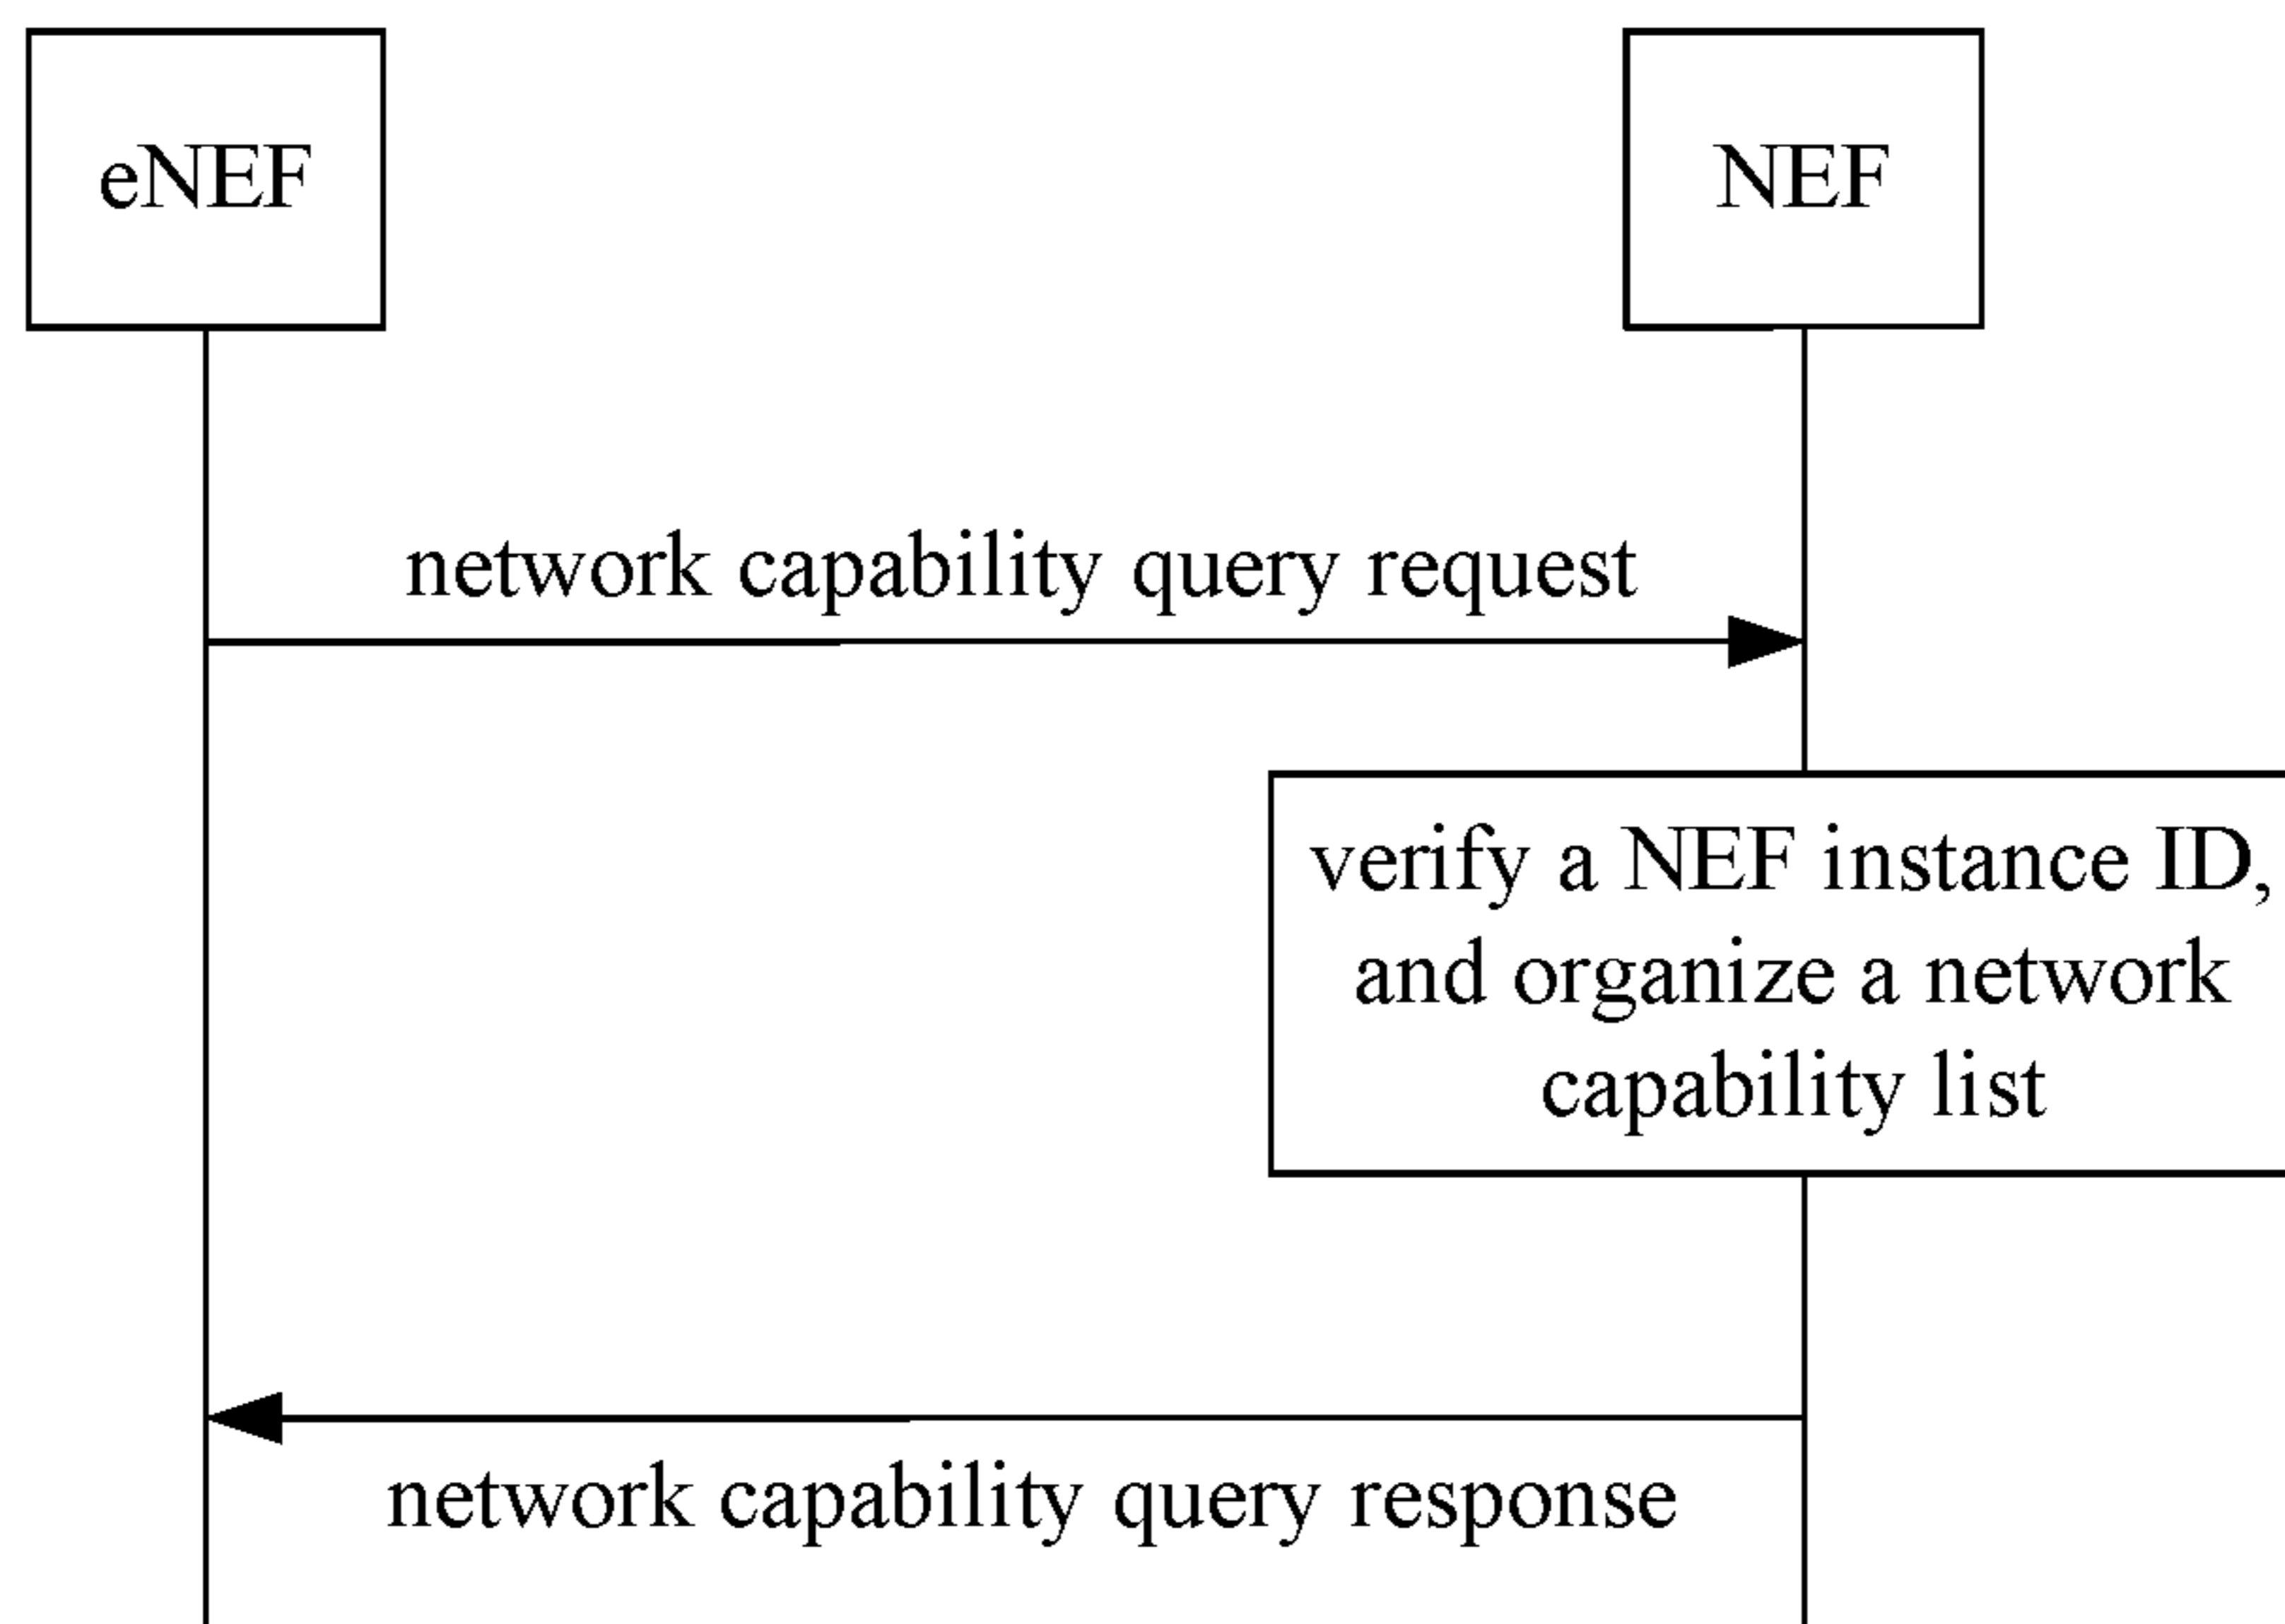 eNEF
NEF
network capability query request
verify a NEF instance ID,
and organize a network
capability list
network capability query response